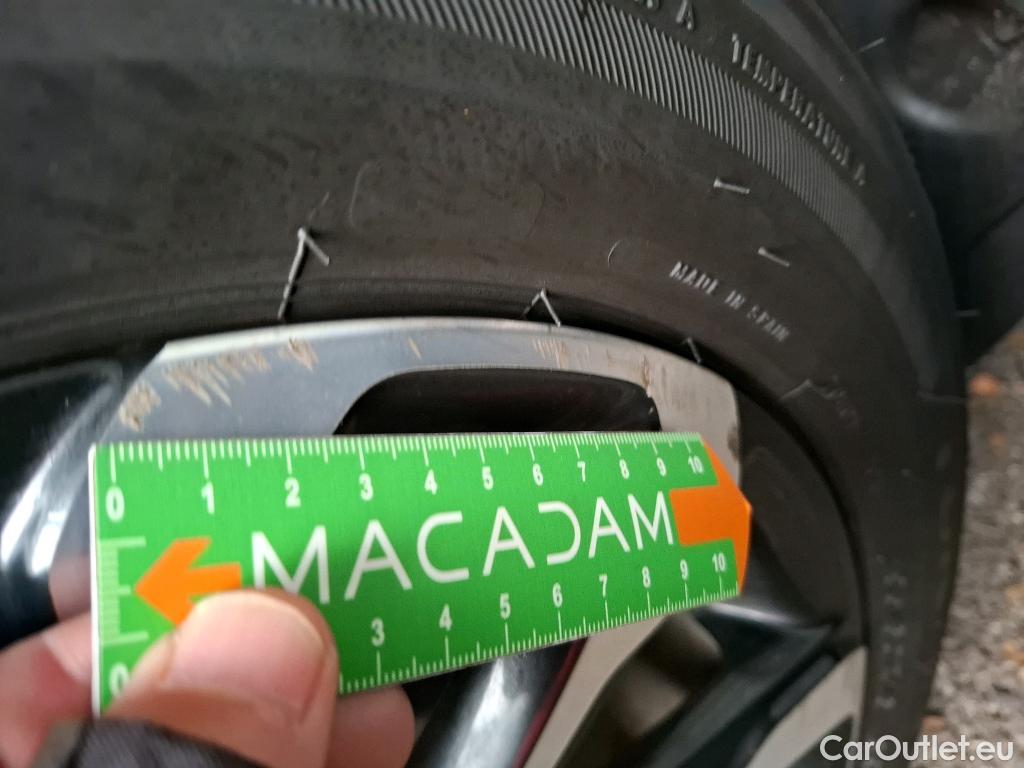 A TEMPERATURE A
MADE IN SPAIN
0 1 2 3 4 5 6 7 8 9 10
MACADAM
0 3 4 5 6 7 8 9 10
CarOutlet.eu